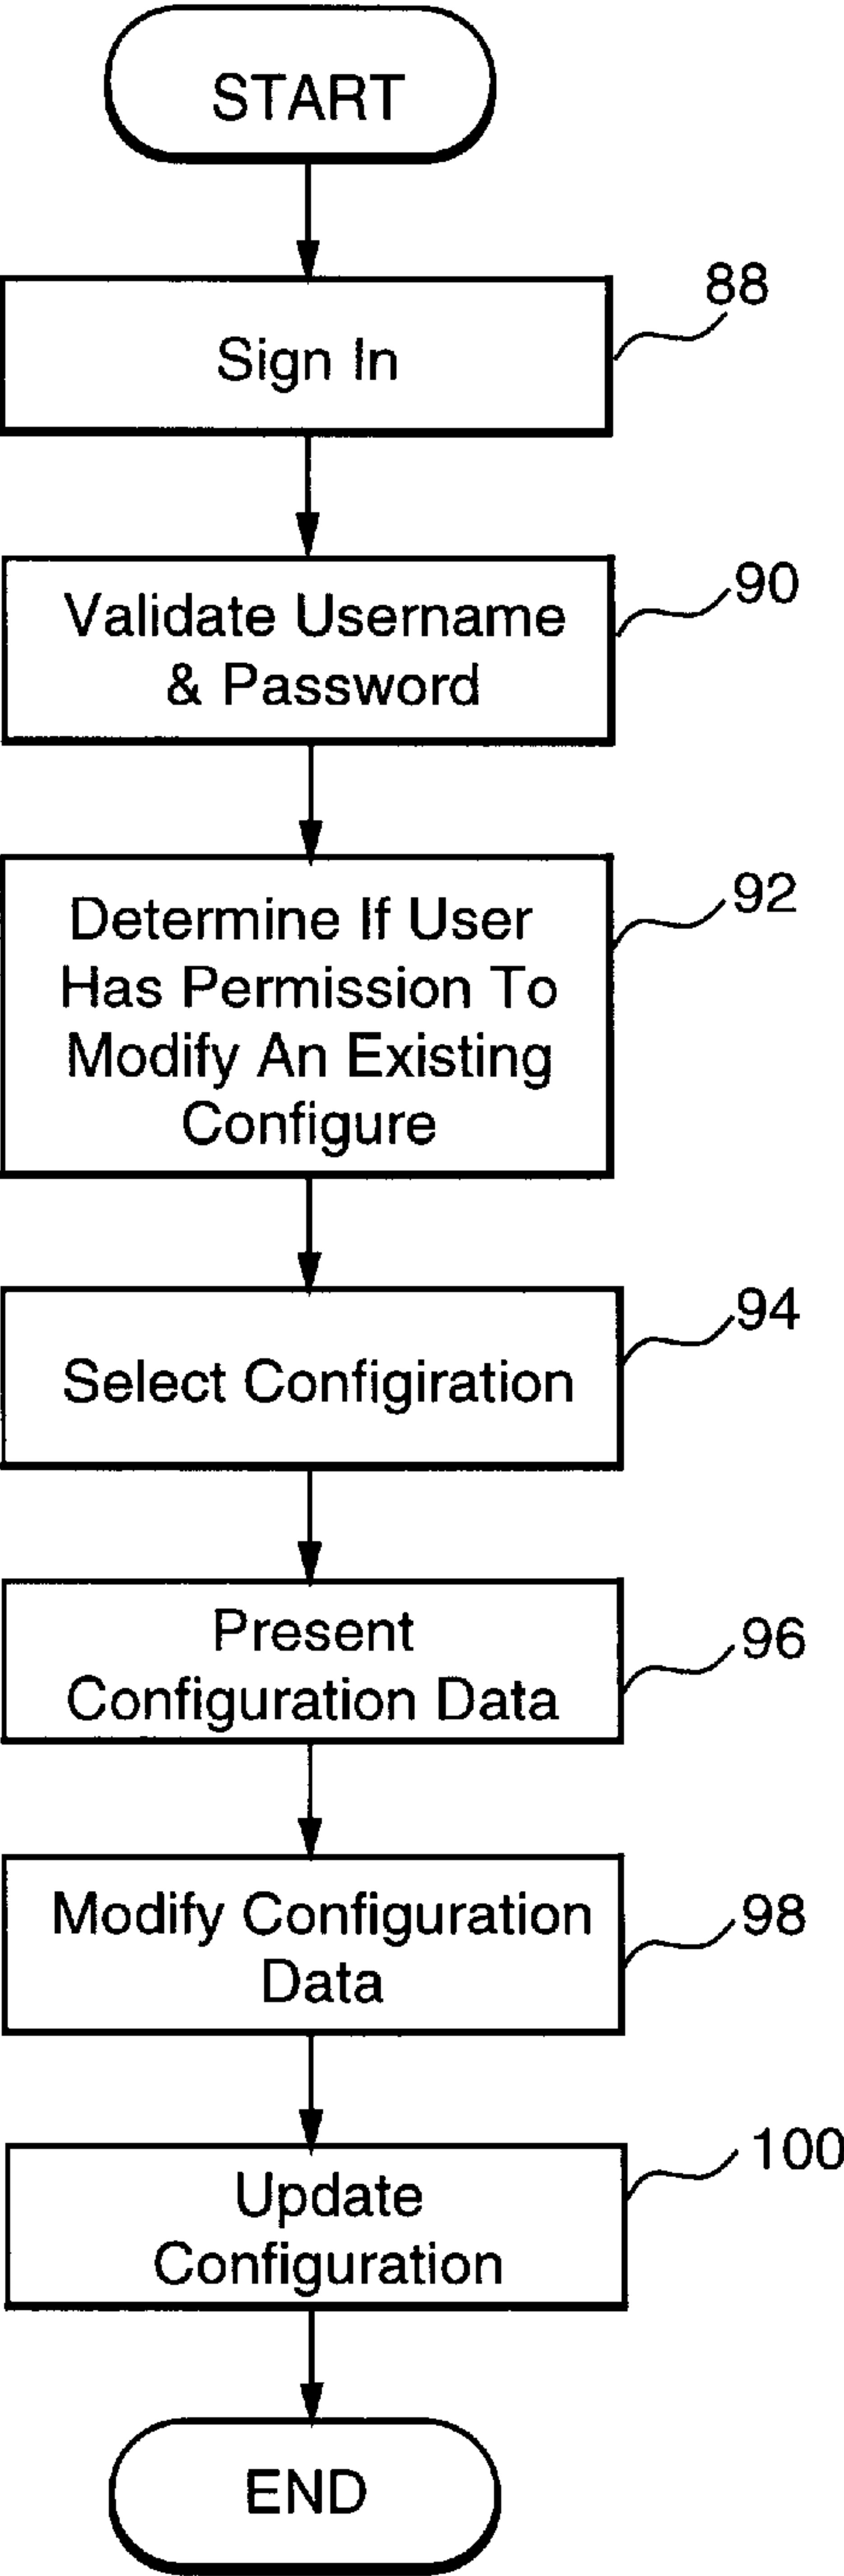 START
88
Sign In
90
Validate Username
& Password
92
Determine If User
Has Permission To
Modify An Existing
Configure
94
Select Configiration
96
Present
Configuration Data
98
Modify Configuration
Data
100
Update
Configuration
END